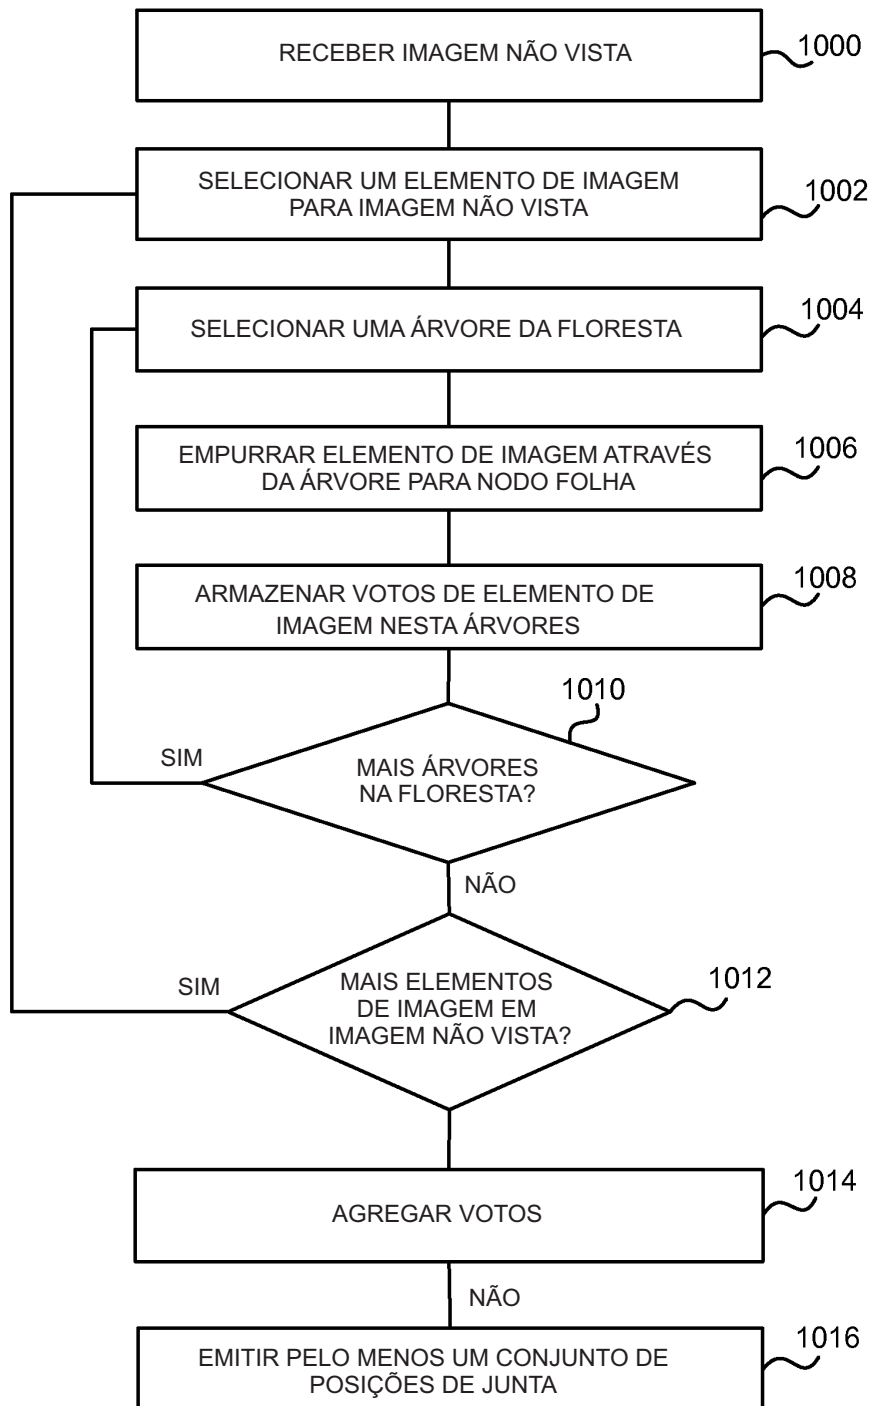 RECEBER IMAGEM NÃO VISTA
1000
SELECIONAR UM ELEMENTO DE IMAGEM
PARA IMAGEM NÃO VISTA
1002
SELECIONAR UMA ÁRVORE DA FLORESTA
1004
EMPURRAR ELEMENTO DE IMAGEM ATRAVÉS
DA ÁRVORE PARA NODO FOLHA
1006
ARMAZENAR VOTOS DE ELEMENTO DE
IMAGEM NESTA ÁRVORES
1008
1010
SIM
MAIS ÁRVORES
NA FLORESTA?
NÃO
SIM
MAIS ELEMENTOS
DE IMAGEM EM
IMAGEM NÃO VISTA?
1012
AGREGAR VOTOS
1014
NÃO
EMITIR PELO MENOS UM CONJUNTO DE
POSIÇÕES DE JUNTA
1016